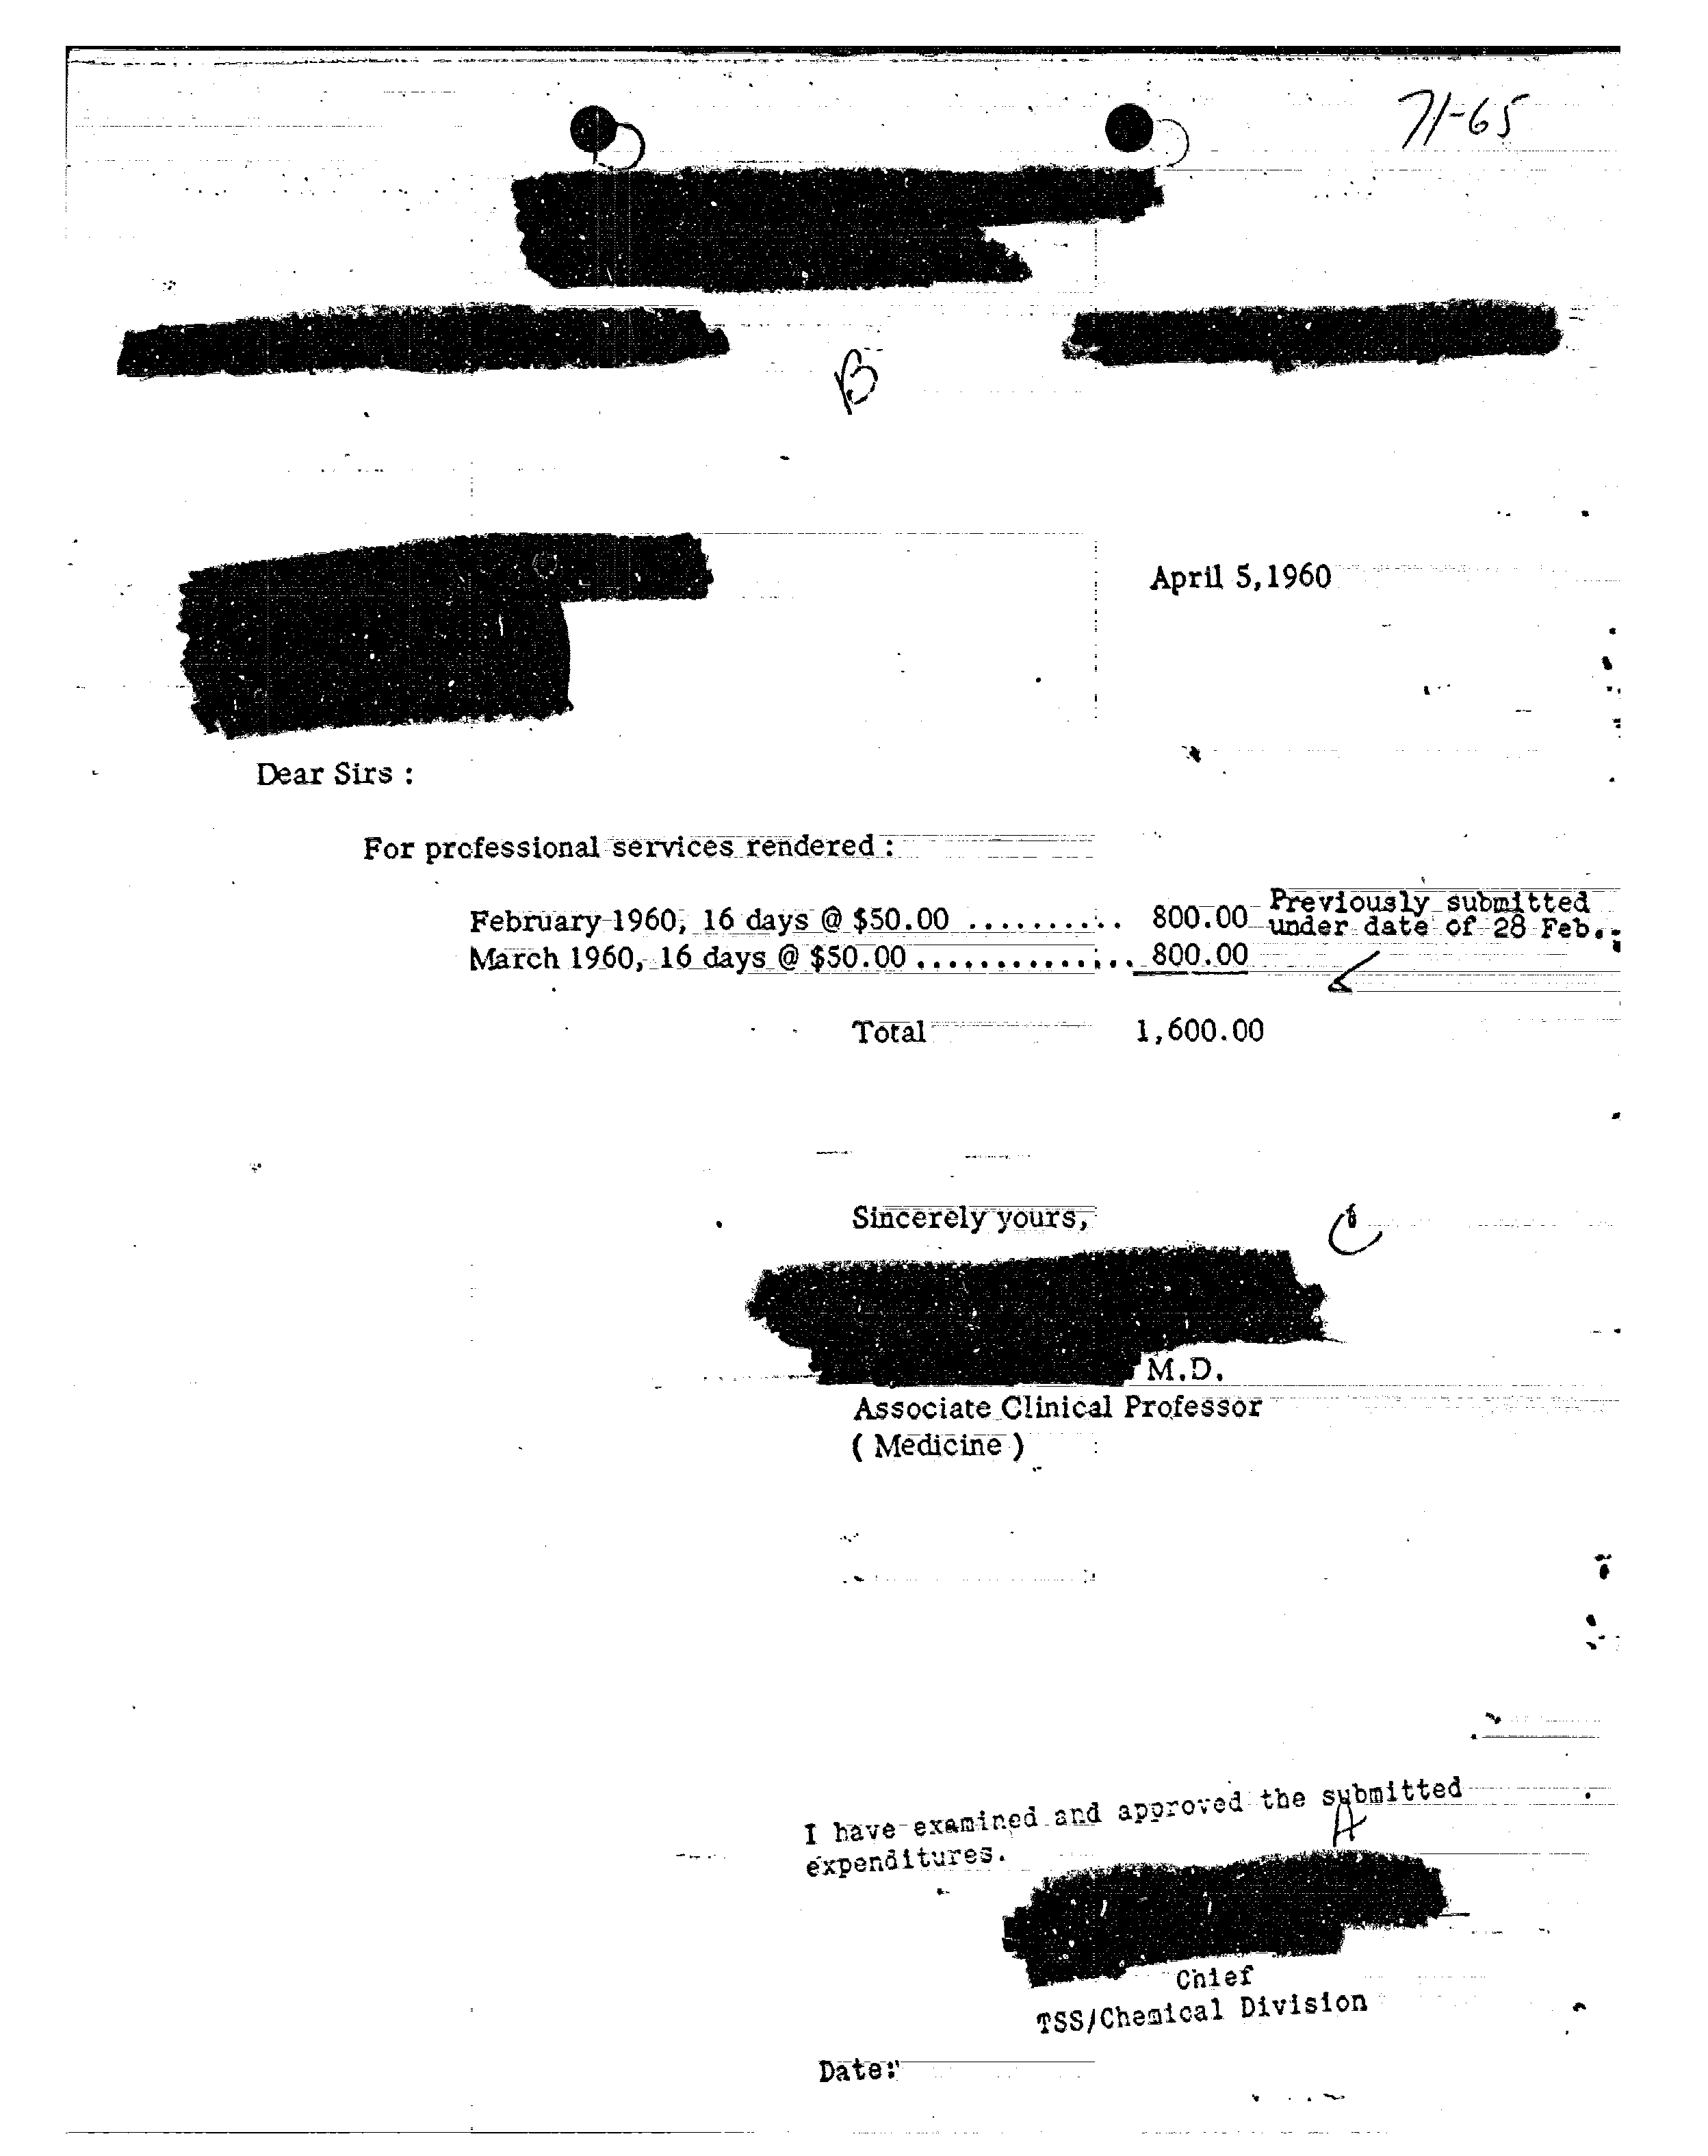 71-65
B
April 5,1960
Dear Sirs :
For professional services rendered :
February 1960, 16 days @ $50.00 .......... 800.00 Previously submitted
under date of 28 Feb..
March 1960, 16 days @ $50.00 .............. 800.00
Total 1,600.00
Sincerely yours,
C
M.D.
Associate Clinical Professor
( Medicine )
I have examined and approved the submitted
expenditures.
A
Chief
TSS/Chemical Division
Date: